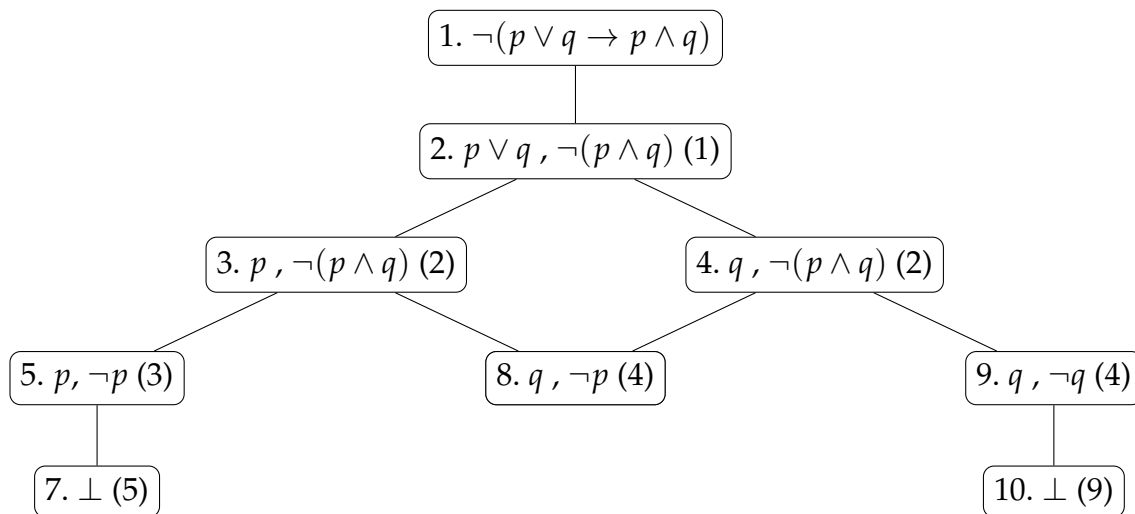 1. ¬(p ∨ q → p ∧ q)
2. p ∨ q , ¬(p ∧ q) (1)
3. p , ¬(p ∧ q) (2)
4. q , ¬(p ∧ q) (2)
5. p, ¬p (3)
8. q , ¬p (4)
9. q , ¬q (4)
7. ⊥ (5)
10. ⊥ (9)